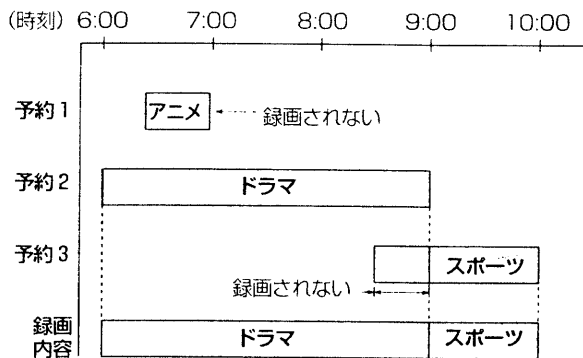 (時刻) 6:00 7:00 8:00 9:00 10:00
予約1 アニメ 録画されない
予約2 ドラマ
予約3 スポーツ
録画されない
録画内容 ドラマ スポーツ